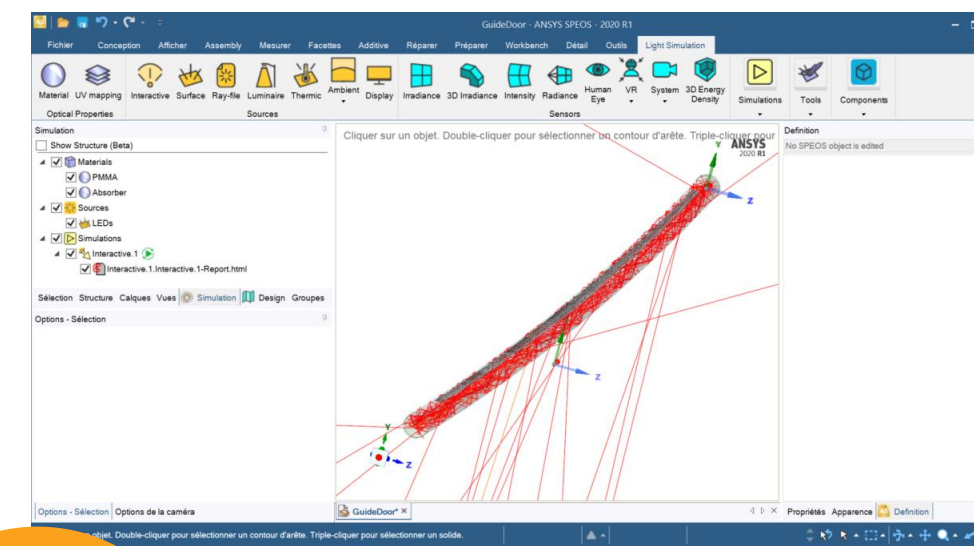 GuideDoor - ANSYS SPEOS - 2020 R1
Fichier Conception Afficher Assembly Mesurer Facettes Additive Réparer Préparer Workbench Détail Outils Light Simulation
Material UV mapping Interactive Surface Ray-file Luminaire Thermic Ambient Display Irradiance 3D Irradiance Intensity Radiance Human Eye VR System 3D Energy Density Simulations Tools Components
Optical Properties Sources Sensors
Simulation
Show Structure (Beta)
Materials
PMMA
Absorber
Sources
LEDs
Simulations
Interactive.1
Interactive.1.Interactive.1-Report.html
Sélection Structure Calques Vues Simulation Design Groupes
Options - Sélection
Cliquer sur un objet. Double-cliquer pour sélectionner un contour d'arête. Triple-cliquer pour
ANSYS
2020 R1
Y
Z
Z
Y
Z
Definition
No SPEOS object is edited
Options - Sélection Options de la caméra
GuideDoor*
Propriétés Apparence Definition
objet. Double-cliquer pour sélectionner un contour d'arête. Triple-cliquer pour sélectionner un solide.